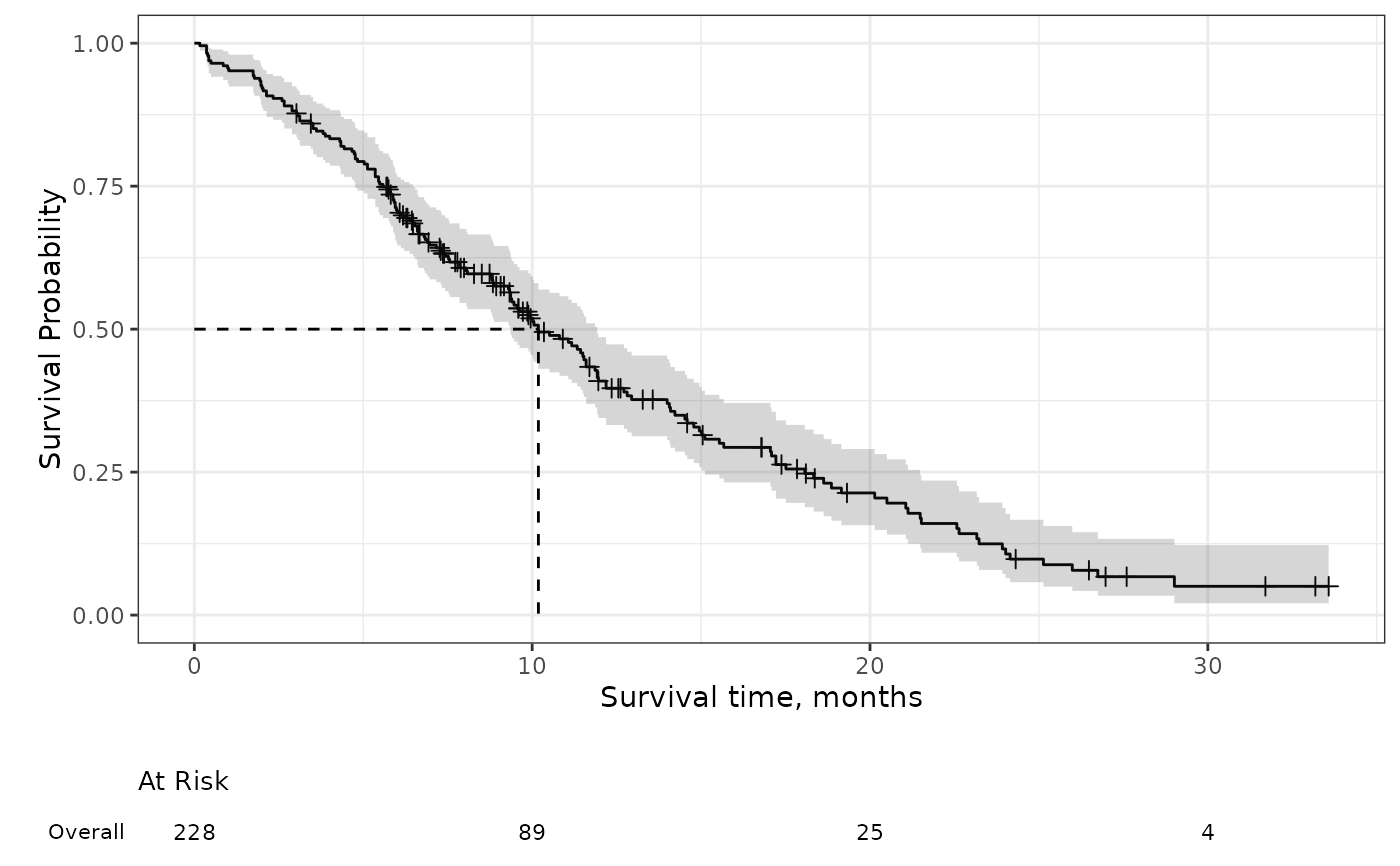 1.00
0.75
0.50
0.25
0.00
Survival Probability
0 10 20 30
Survival time, months
At Risk
Overall 228 89 25 4